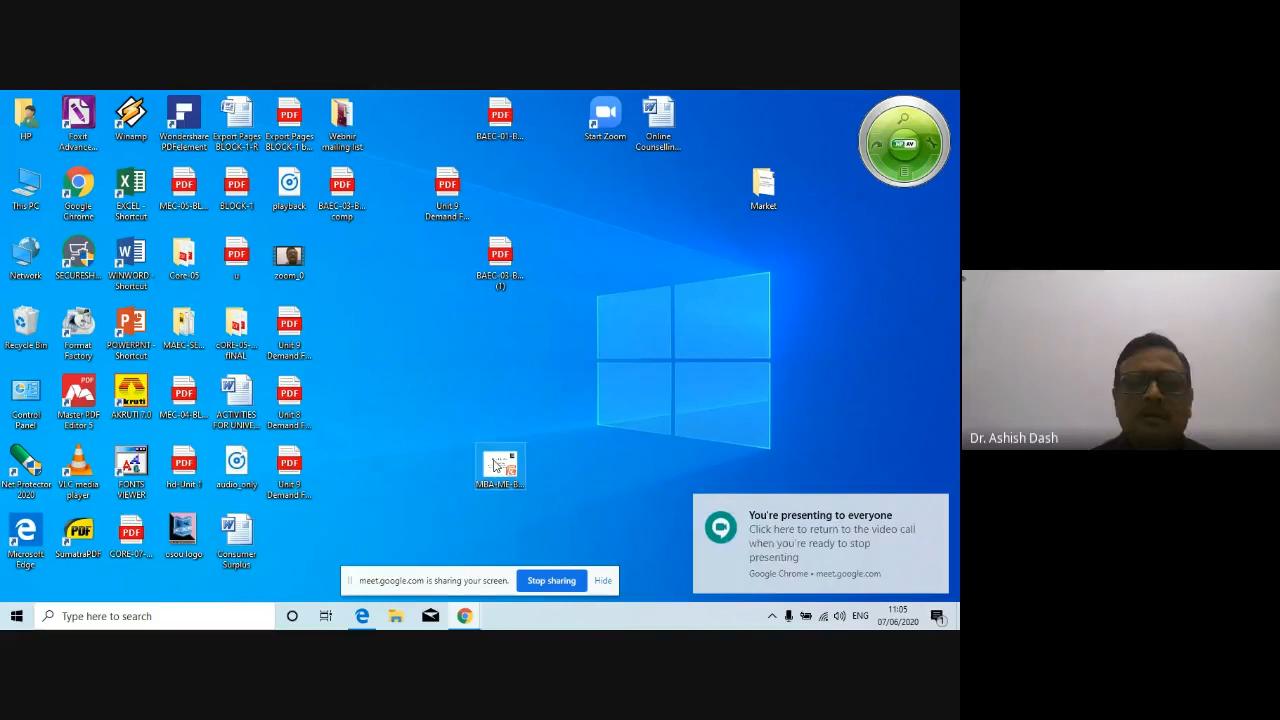 HP
Foxit
Advance...
Winamp
Wondershare
PDFelement
Export Pages
BLOCK-1-R
Export Pages
BLOCK-1 b...
Webnir
mailing list
BAEC-01-B...
Start Zoom
Online
Counsellin...
This PC
Google
Chrome
EXCEL -
Shortcut
MEC-05-BL...
BLOCK-1
playback
BAEC-03-B...
comp
Unit 9
Demand F...
Market
Network
SECURESH...
WINWORD -
Shortcut
Core-05
u
zoom_0
BAEC-03-B...
(1)
Recycle Bin
Format
Factory
POWERPNT -
Shortcut
MAEC-SE...
cORE-05-...
fINAL
Unit 9
Demand F...
Control
Panel
Master PDF
Editor 5
AKRUTI 7.0
MEC-04-BL...
ACTIVITIES
FOR UNIVE...
Unit 8
Demand F...
Net Protector
2020
VLC media
player
FONTS
VIEWER
hd-Unit 1
audio_only
Unit 9
Demand F...
MBA-ME-B...
Microsoft
Edge
SumatraPDF
CORE-07-...
osou logo
Consumer
Surplus
You're presenting to everyone
Click here to return to the video call
when you're ready to stop
presenting
Google Chrome • meet.google.com
meet.google.com is sharing your screen.
Stop sharing
Hide
Type here to search
ENG
11:05
07/06/2020
Dr. Ashish Dash